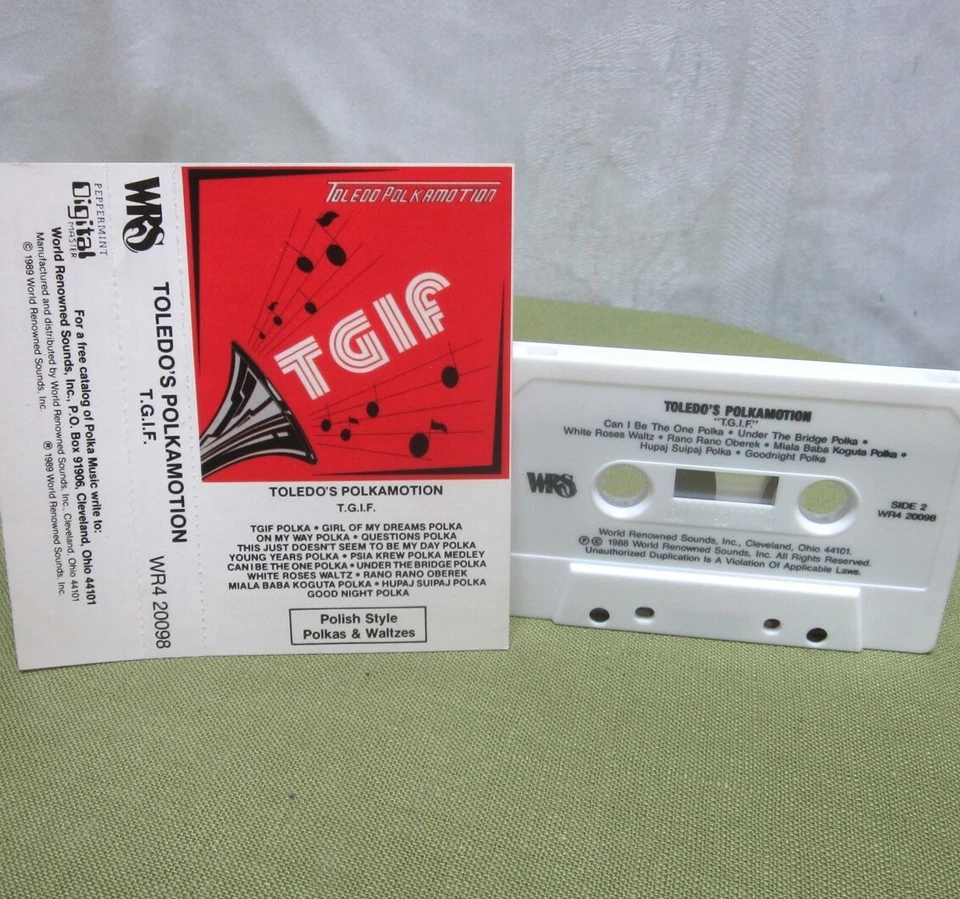 PEPPERMINT
Digital
MASTER
For a free catalog of Polka Music write to:
World Renowned Sounds, Inc., P.O. Box 91906, Cleveland, Ohio 44101
Manufactured and distributed by World Renowned Sounds, Inc., Cleveland, Ohio 44101
© 1989 World Renowned Sounds, Inc. ℗ 1989 World Renowned Sounds, Inc.
WRS
TOLEDO'S POLKAMOTION
T.G.I.F.
WR4 20098
TOLEDO POLKAMOTION
TGIF
TOLEDO'S POLKAMOTION
T.G.I.F.
TGIF POLKA • GIRL OF MY DREAMS POLKA
ON MY WAY POLKA • QUESTIONS POLKA
THIS JUST DOESN'T SEEM TO BE MY DAY POLKA
YOUNG YEARS POLKA • PSIA KREW POLKA MEDLEY
CAN I BE THE ONE POLKA • UNDER THE BRIDGE POLKA
WHITE ROSES WALTZ • RANO RANO OBEREK
MIALA BABA KOGUTA POLKA • HUPAJ SUIPAJ POLKA
GOOD NIGHT POLKA
Polish Style
Polkas & Waltzes
TOLEDO'S POLKAMOTION
"T.G.I.F."
Can I Be The One Polka • Under The Bridge Polka •
White Roses Waltz • Rano Rano Oberek • Miala Baba Koguta Polka •
Hupaj Suipaj Polka • Goodnight Polka
WRS
SIDE 2
WR4 20098
World Renowned Sounds, Inc., Cleveland, Ohio 44101.
℗ © 1988 World Renowned Sounds, Inc. All Rights Reserved.
Unauthorized Duplication Is A Violation Of Applicable Laws.